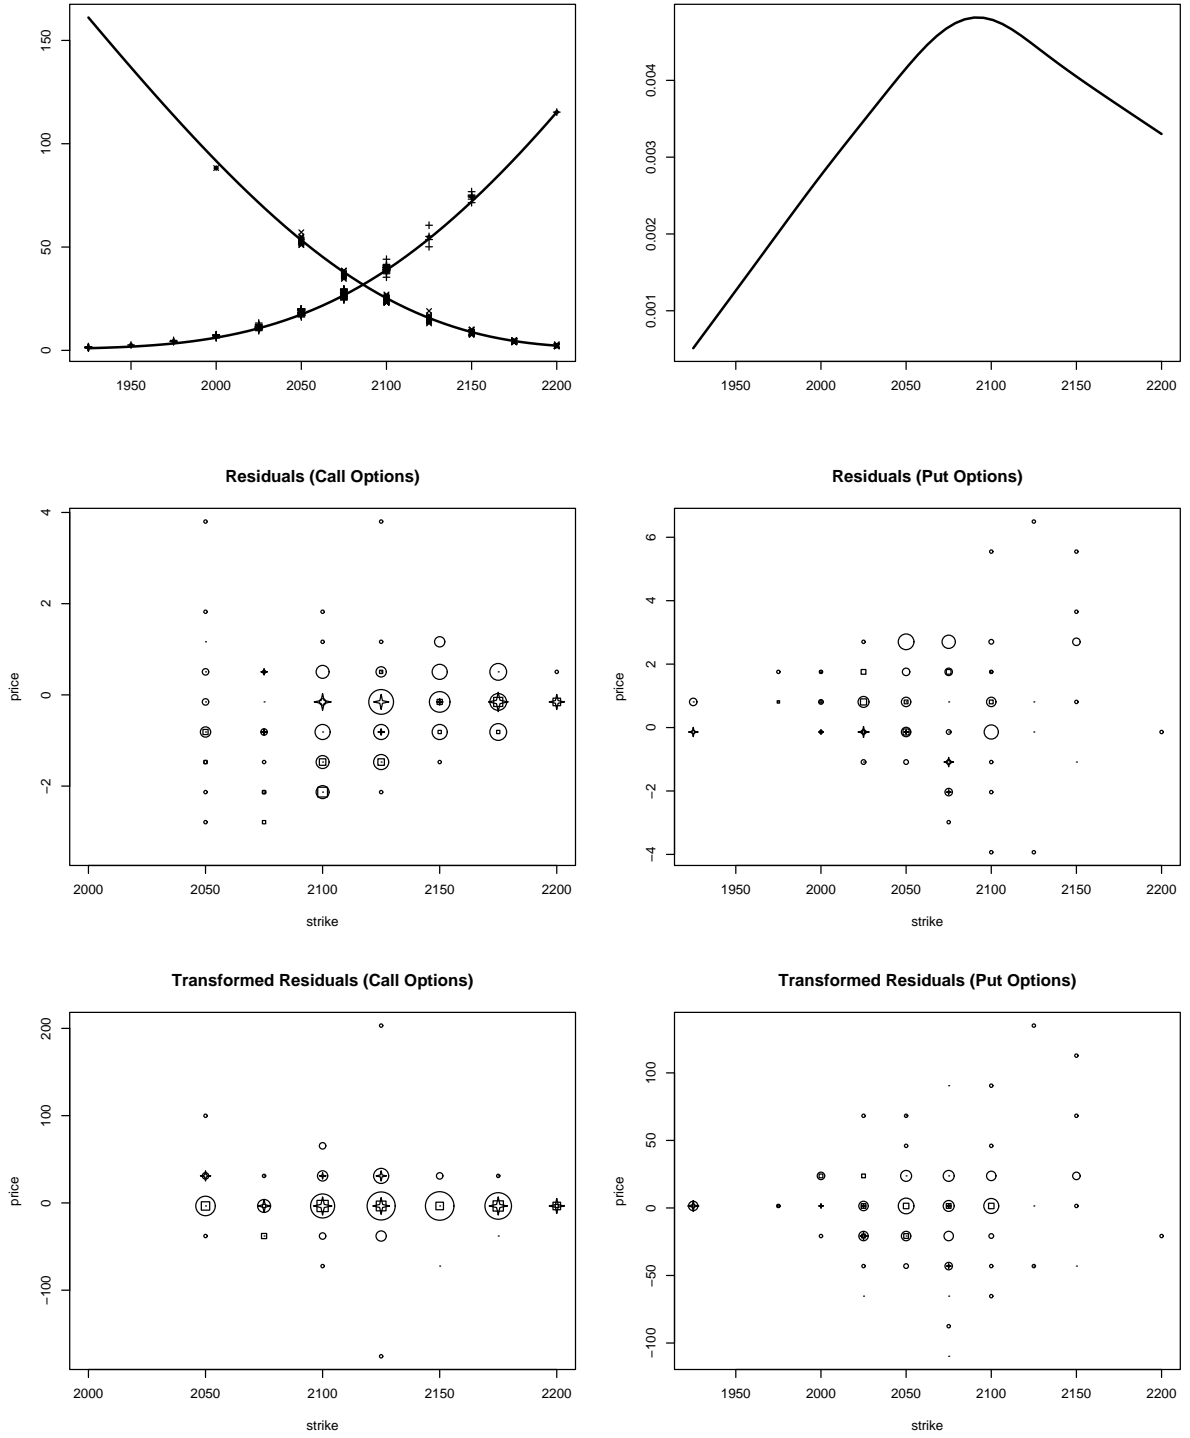 150
100
50
0
1950 2000 2050 2100 2150 2200
0.004
0.003
0.002
0.001
1950 2000 2050 2100 2150 2200
Residuals (Call Options)
price
4
2
0
−2
2000 2050 2100 2150 2200
strike
Residuals (Put Options)
price
6
4
2
0
−2
−4
1950 2000 2050 2100 2150 2200
strike
Transformed Residuals (Call Options)
price
200
100
0
−100
2000 2050 2100 2150 2200
strike
Transformed Residuals (Put Options)
price
100
50
0
−50
−100
1950 2000 2050 2100 2150 2200
strike